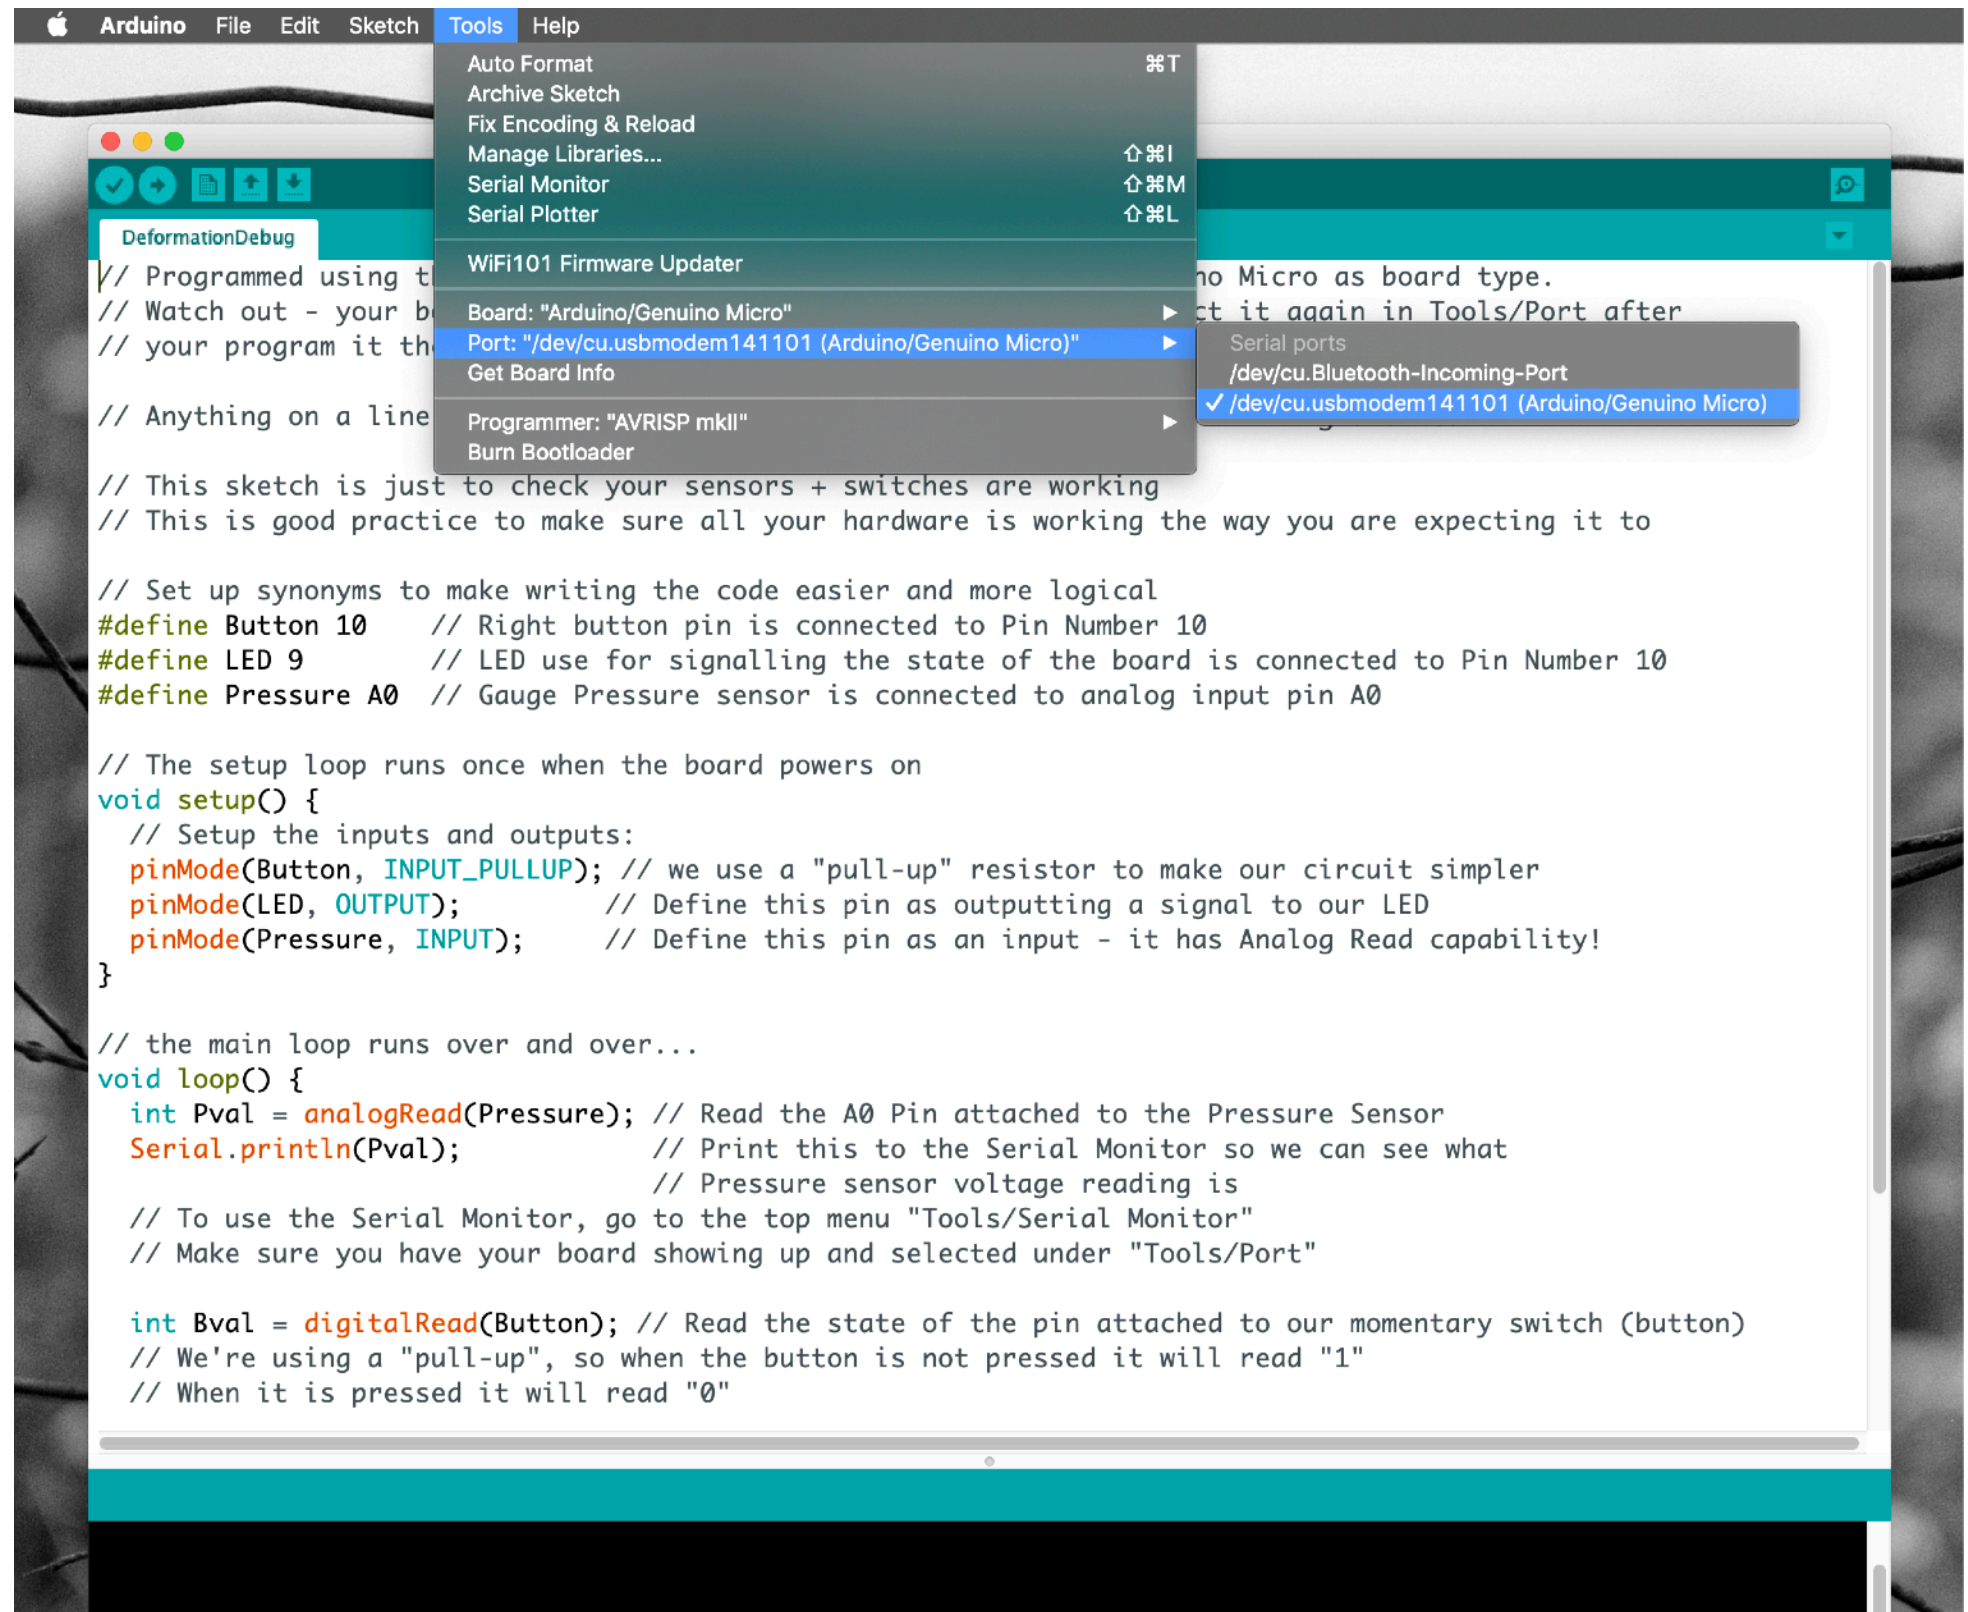 Arduino File Edit Sketch Tools Help
Auto Format ⌘T
Archive Sketch
Fix Encoding & Reload
Manage Libraries... ⇧⌘I
Serial Monitor ⇧⌘M
Serial Plotter ⇧⌘L
WiFi101 Firmware Updater
Board: "Arduino/Genuino Micro"
Port: "/dev/cu.usbmodem141101 (Arduino/Genuino Micro)"
Get Board Info
Programmer: "AVRISP mkII"
Burn Bootloader
Serial ports
/dev/cu.Bluetooth-Incoming-Port
✓ /dev/cu.usbmodem141101 (Arduino/Genuino Micro)
DeformationDebug
// Programmed using Micro as board type.
// Watch out - your it again in Tools/Port after
// your program it
// Anything on a line
// This sketch is just to check your sensors + switches are working
// This is good practice to make sure all your hardware is working the way you are expecting it to
// Set up synonyms to make writing the code easier and more logical
#define Button 10 // Right button pin is connected to Pin Number 10
#define LED 9 // LED use for signalling the state of the board is connected to Pin Number 10
#define Pressure A0 // Gauge Pressure sensor is connected to analog input pin A0
// The setup loop runs once when the board powers on
void setup() {
// Setup the inputs and outputs:
pinMode(Button, INPUT_PULLUP); // we use a "pull-up" resistor to make our circuit simpler
pinMode(LED, OUTPUT); // Define this pin as outputting a signal to our LED
pinMode(Pressure, INPUT); // Define this pin as an input - it has Analog Read capability!
}
// the main loop runs over and over...
void loop() {
int Pval = analogRead(Pressure); // Read the A0 Pin attached to the Pressure Sensor
Serial.println(Pval); // Print this to the Serial Monitor so we can see what
// Pressure sensor voltage reading is
// To use the Serial Monitor, go to the top menu "Tools/Serial Monitor"
// Make sure you have your board showing up and selected under "Tools/Port"
int Bval = digitalRead(Button); // Read the state of the pin attached to our momentary switch (button)
// We're using a "pull-up", so when the button is not pressed it will read "1"
// When it is pressed it will read "0"